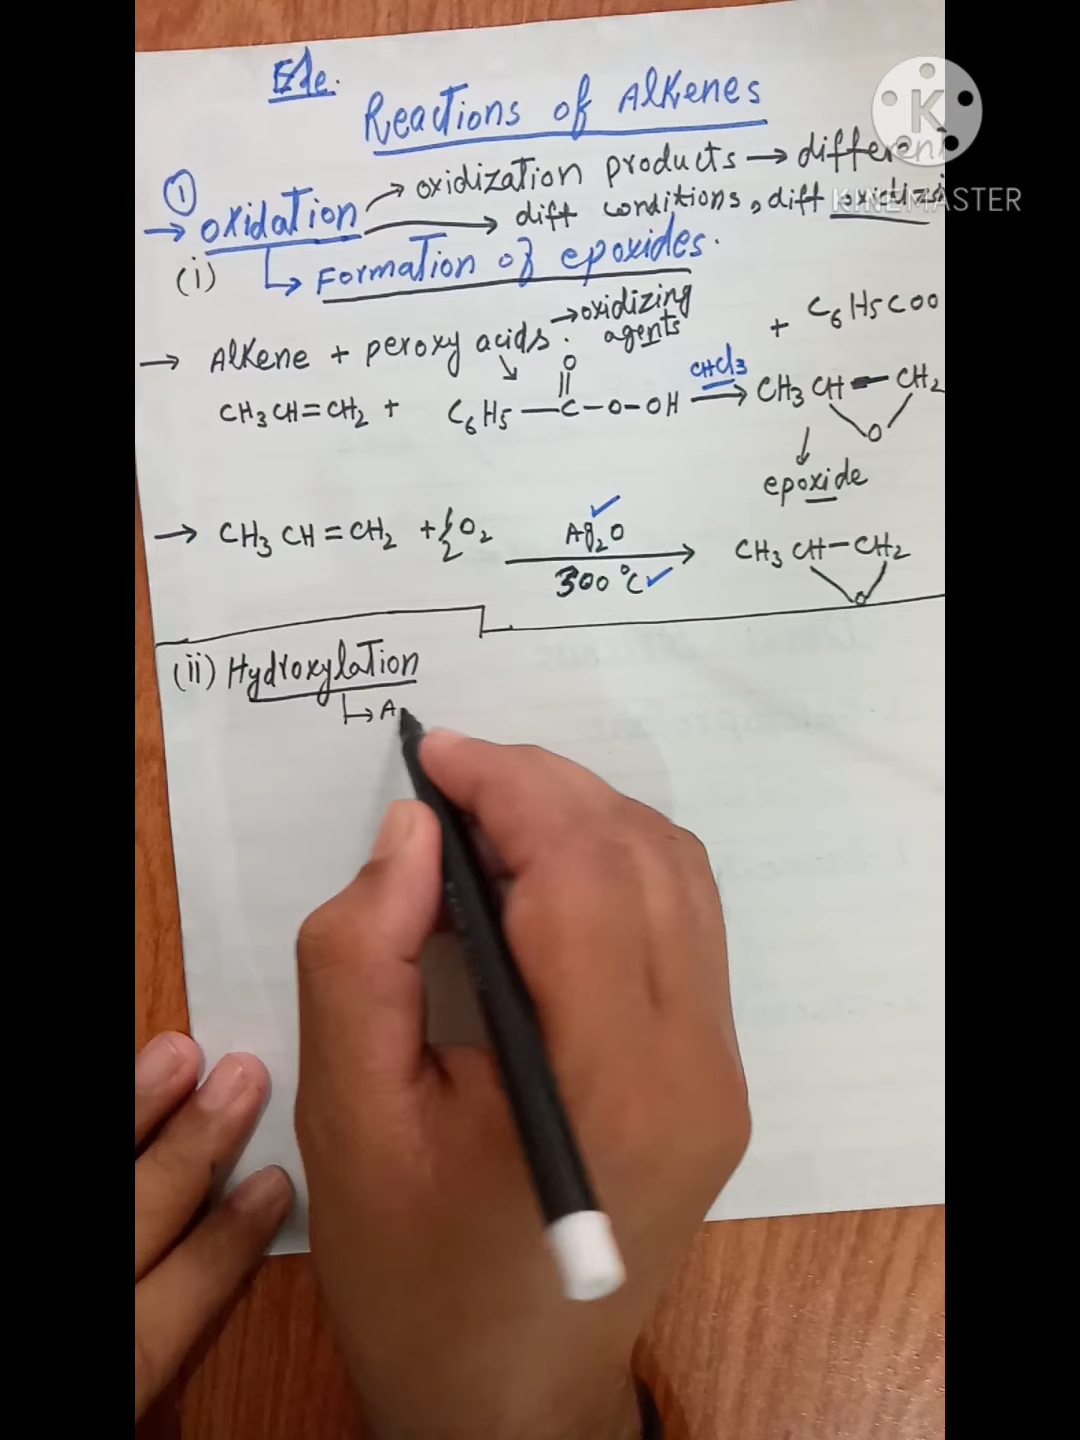 Reactions of Alkenes
①
→ oxidation → oxidization products → different
→ diff conditions, diff oxidizi
KINEMASTER
(i) ↳ Formation of epoxides.
→ Alkene + peroxy acids. → oxidizing agents
+ C6H5COO
CH3CH=CH2 + C6H5—C(=O)—O—OH CHCl3 → CH3CH—CH2
O
epoxide
→ CH3CH=CH2 + ½O2 Ag2O ✓ 300°C ✓ → CH3CH—CH2
O
(ii) Hydroxylation
↳ A